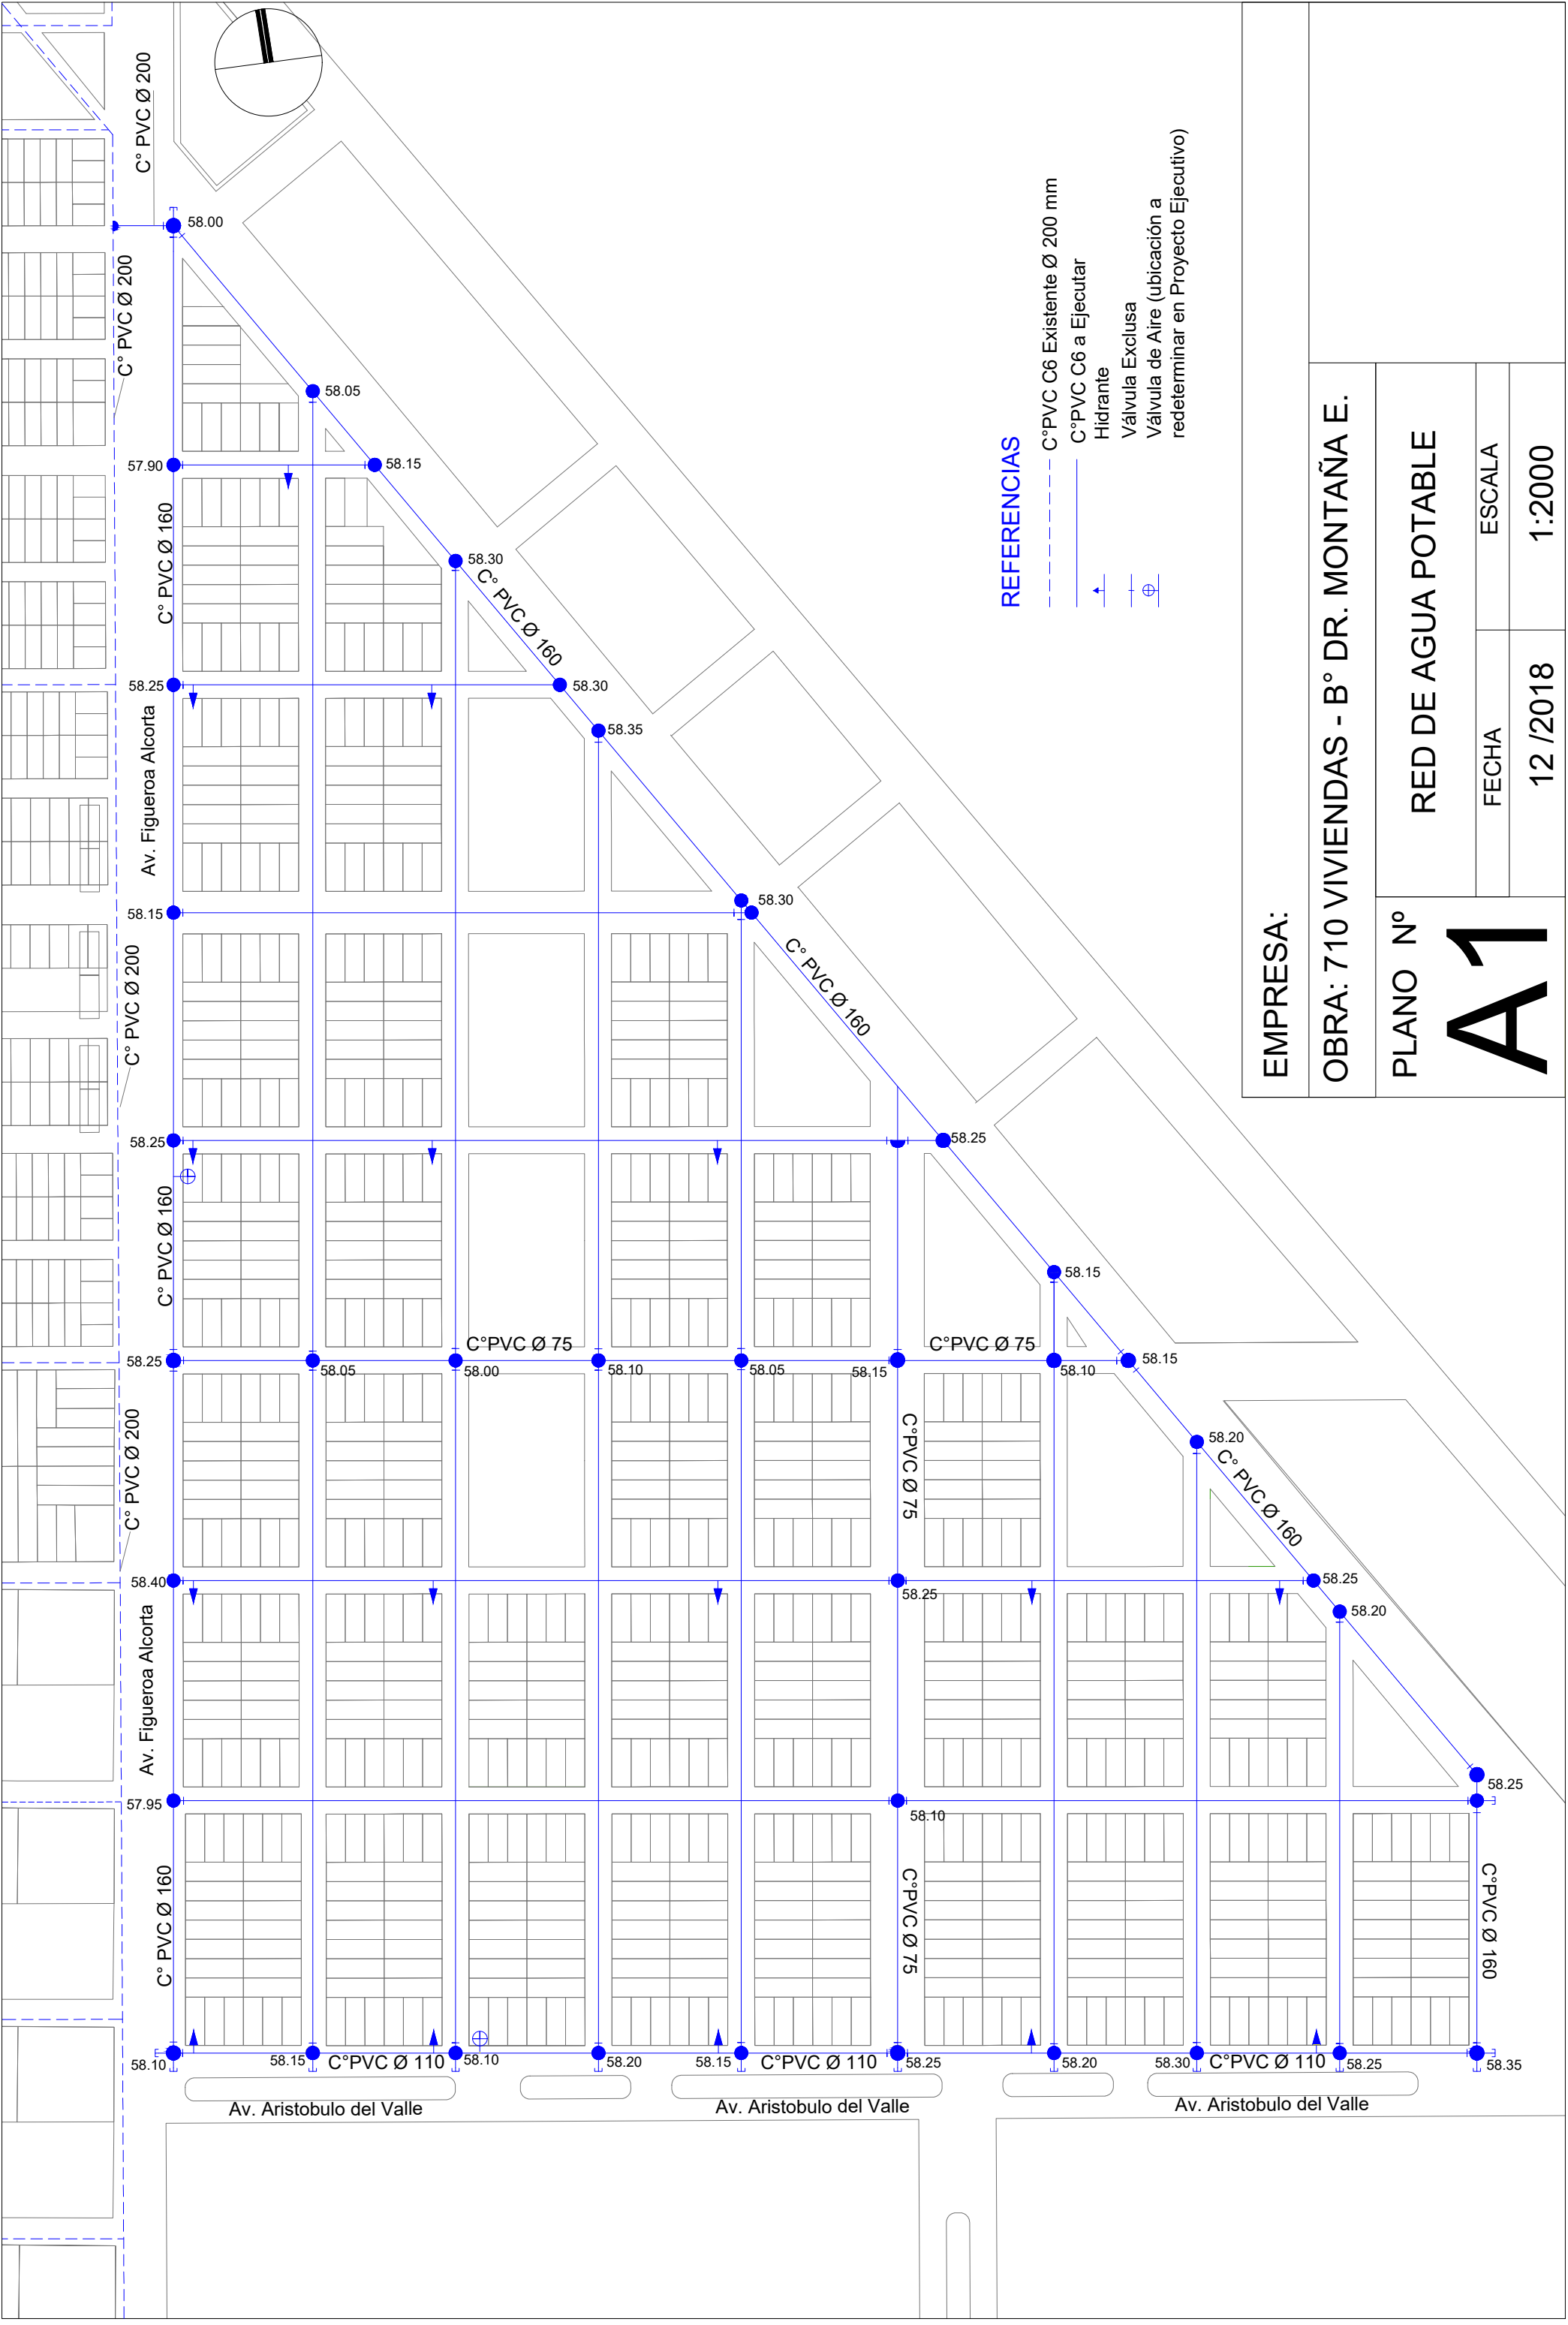 C° PVC Ø 200
58.00
C° PVC Ø 200
58.05
57.90
58.15
C° PVC Ø 160
58.30
C° PVC Ø 160
58.25
58.30
58.35
Av. Figueroa Alcorta
58.30
58.15
C° PVC Ø 200
C° PVC Ø 160
58.25
58.25
C° PVC Ø 160
58.15
C°PVC Ø 75
C°PVC Ø 75
58.25
58.05
58.00
58.10
58.05
58.15
58.10
58.15
C° PVC Ø 200
C°PVC Ø 75
58.20
C° PVC Ø 160
58.40
58.25
58.25
58.20
Av. Figueroa Alcorta
58.25
57.95
58.10
C° PVC Ø 160
C°PVC Ø 75
C°PVC Ø 160
58.10
58.15
C°PVC Ø 110
58.10
58.20
58.15
C°PVC Ø 110
58.25
58.20
58.30
C°PVC Ø 110
58.25
58.35
Av. Aristobulo del Valle
Av. Aristobulo del Valle
Av. Aristobulo del Valle
REFERENCIAS
C°PVC C6 Existente Ø 200 mm
C°PVC C6 a Ejecutar
Hidrante
Válvula Exclusa
Válvula de Aire (ubicación a
redeterminar en Proyecto Ejecutivo)
EMPRESA:
OBRA: 710 VIVIENDAS - B° DR. MONTAÑA E.
PLANO Nº
A1
RED DE AGUA POTABLE
FECHA
ESCALA
12 /2018
1:2000